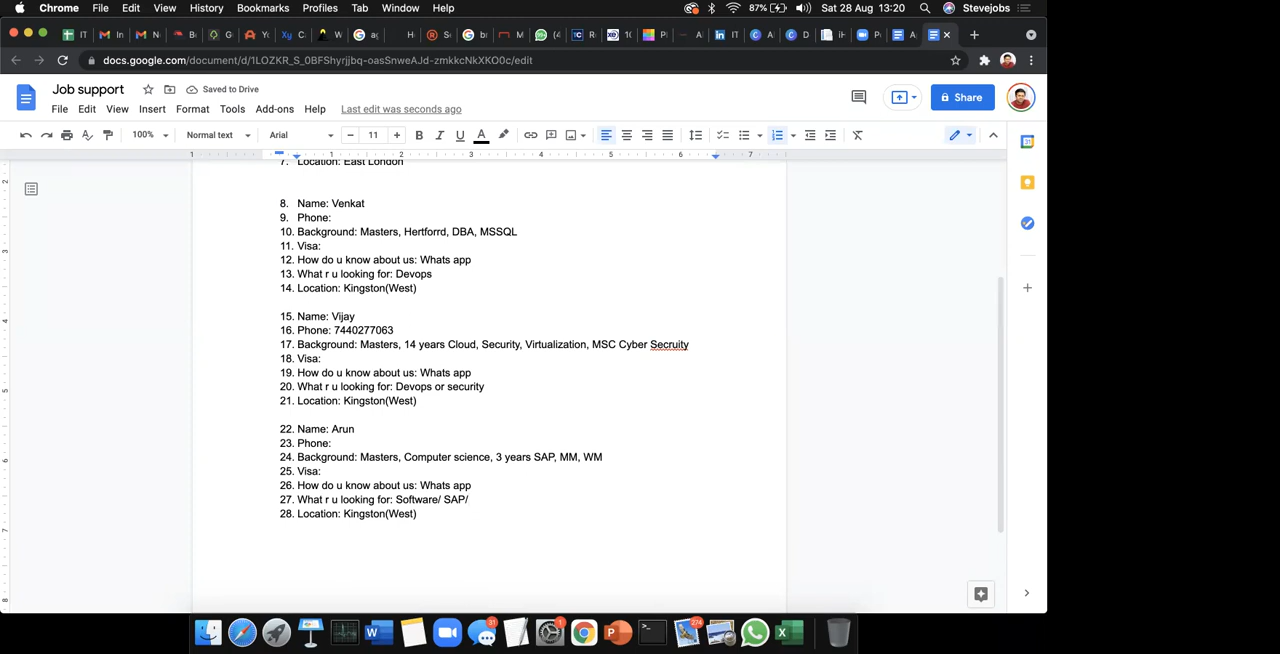 Chrome File Edit View History Bookmarks Profiles Tab Window Help 87% Sat 28 Aug 13:20 Stevejobs
docs.google.com/document/d/1LOZKR_S_0BFShyrjjbq-oasSnweAJd-zmkkcNkXKO0c/edit
Job support Saved to Drive
File Edit View Insert Format Tools Add-ons Help Last edit was seconds ago
Share
100% Normal text Arial 11
7. Location: East London
8. Name: Venkat
9. Phone:
10. Background: Masters, Hertforrd, DBA, MSSQL
11. Visa:
12. How do u know about us: Whats app
13. What r u looking for: Devops
14. Location: Kingston(West)
15. Name: Vijay
16. Phone: 7440277063
17. Background: Masters, 14 years Cloud, Security, Virtualization, MSC Cyber Secruity
18. Visa:
19. How do u know about us: Whats app
20. What r u looking for: Devops or security
21. Location: Kingston(West)
22. Name: Arun
23. Phone:
24. Background: Masters, Computer science, 3 years SAP, MM, WM
25. Visa:
26. How do u know about us: Whats app
27. What r u looking for: Software/ SAP/
28. Location: Kingston(West)